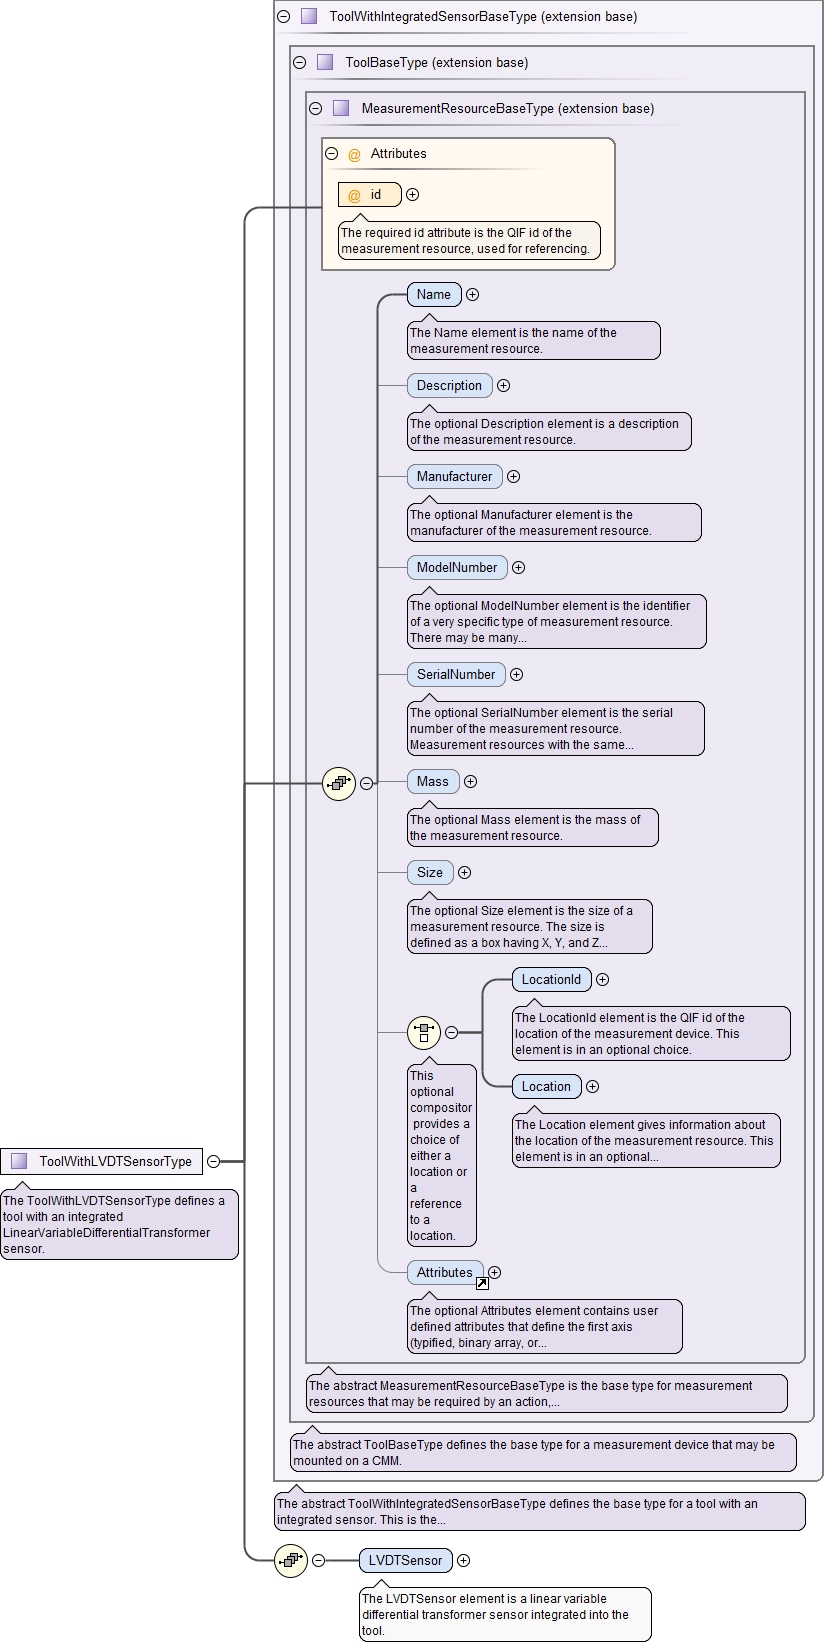 ToolWithIntegratedSensorBaseType (extension base)
ToolBaseType (extension base)
MeasurementResourceBaseType (extension base)
@ Attributes
@ id
The required id attribute is the QIF id of the
measurement resource, used for referencing.
Name
The Name element is the name of the
measurement resource.
Description
The optional Description element is a description
of the measurement resource.
Manufacturer
The optional Manufacturer element is the
manufacturer of the measurement resource.
ModelNumber
The optional ModelNumber element is the identifier
of a very specific type of measurement resource.
There may be many...
SerialNumber
The optional SerialNumber element is the serial
number of the measurement resource.
Measurement resources with the same...
Mass
The optional Mass element is the mass of
the measurement resource.
Size
The optional Size element is the size of a
measurement resource. The size is
defined as a box having X, Y, and Z...
LocationId
The LocationId element is the QIF id of the
location of the measurement device. This
element is in an optional choice.
This
optional
compositor
provides a
choice of
either a
location or
a
reference
to a
location.
Location
The Location element gives information about
the location of the measurement resource. This
element is in an optional...
ToolWithLVDTSensorType
The ToolWithLVDTSensorType defines a
tool with an integrated
LinearVariableDifferentialTransformer
sensor.
Attributes
The optional Attributes element contains user
defined attributes that define the first axis
(typified, binary array, or...
The abstract MeasurementResourceBaseType is the base type for measurement
resources that may be required by an action,...
The abstract ToolBaseType defines the base type for a measurement device that may be
mounted on a CMM.
The abstract ToolWithIntegratedSensorBaseType defines the base type for a tool with an
integrated sensor. This is the...
LVDTSensor
The LVDTSensor element is a linear variable
differential transformer sensor integrated into the
tool.